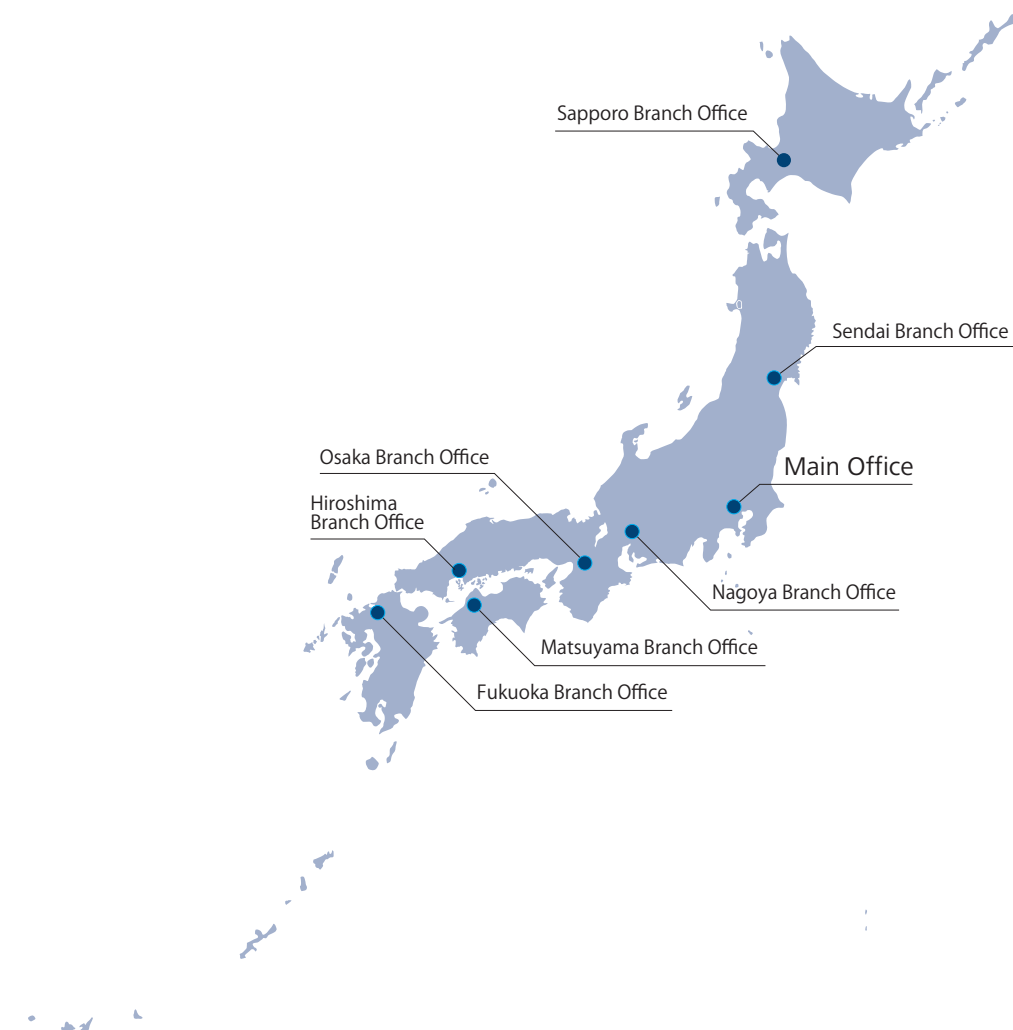 Sapporo Branch Office
Sendai Branch Office
Osaka Branch Office
Main Office
Hiroshima
Branch Office
Nagoya Branch Office
Matsuyama Branch Office
Fukuoka Branch Office